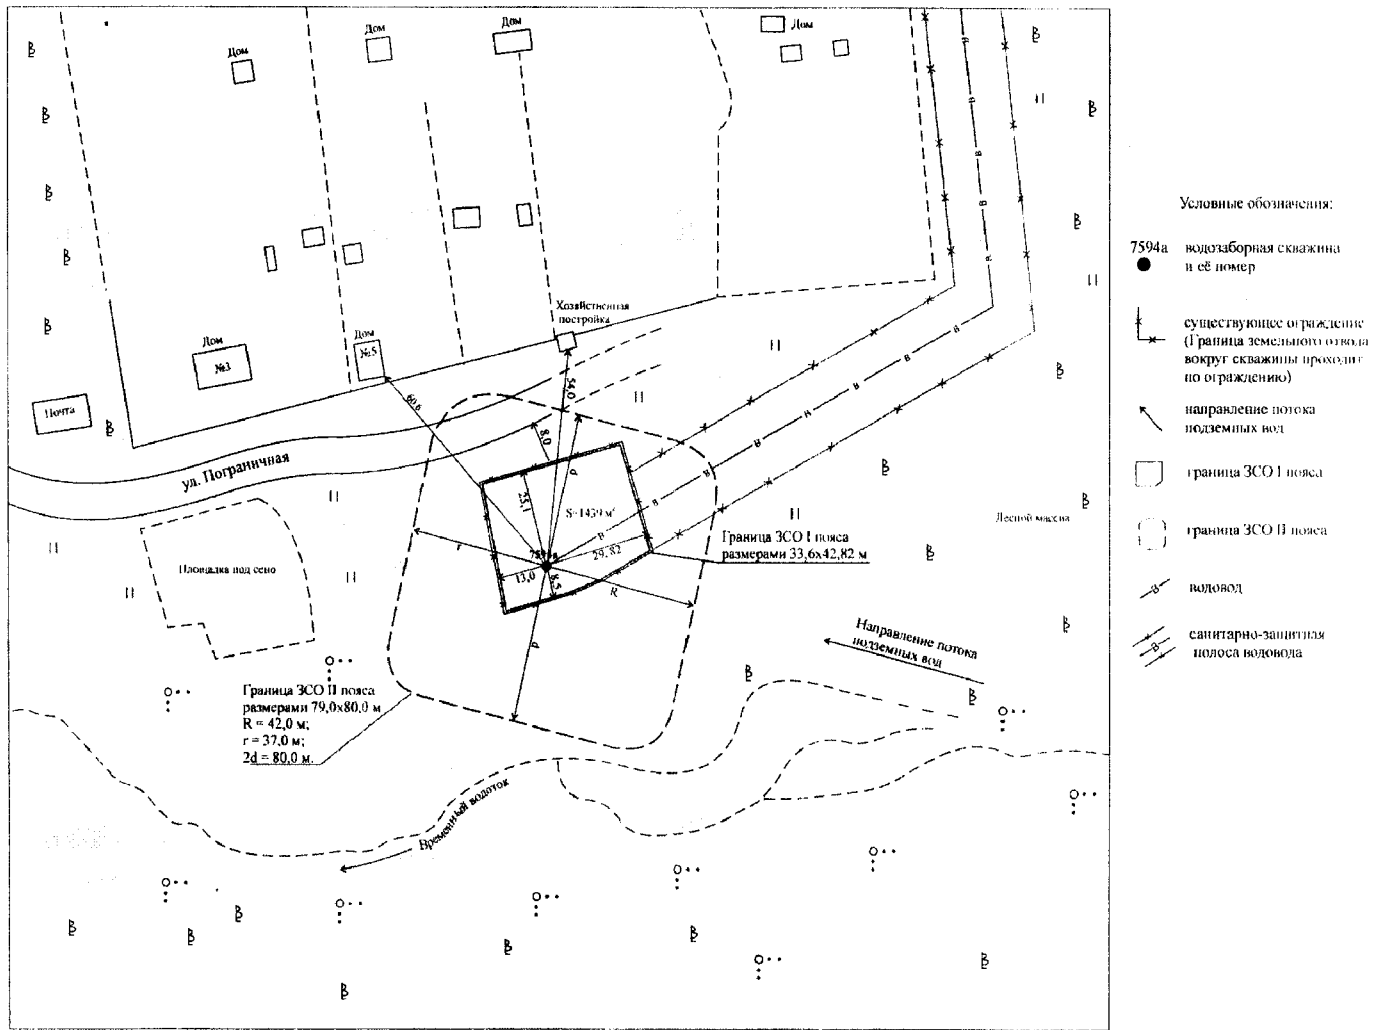 Дом
Дом
Дом
Дом
Хозяйственная
постройка
Дом
№3
Дом
№5
Почта
ул. Пограничная
60.6
54,0
8,0
d
25,1
S=1439 м²
В
В
r
7594а
29, 82
13,0
8,5
R
d
Граница ЗСО I пояса
размерами 33,6х42,82 м
Лесной массив
Площадка под сено
Направление потока
подземных вод
Граница ЗСО II пояса
размерами 79,0х80,0 м
R = 42,0 м;
r = 37,0 м;
2d = 80,0 м.
Временный водоток
Условные обозначения:
7594а водозаборная скважина
и её номер
существующее ограждение
(Граница земельного отвода
вокруг скважины проходит
по ограждению)
направление потока
подземных вод
граница ЗСО I пояса
граница ЗСО II пояса
водовод
санитарно-защитная
полоса водовода